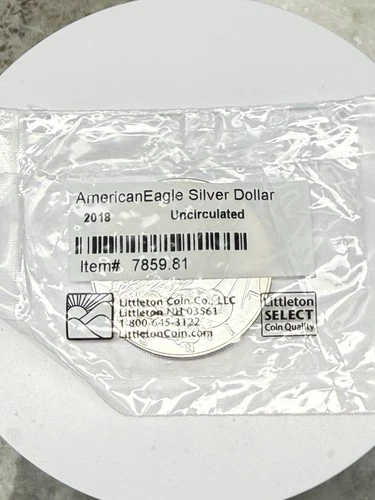 AmericanEagle Silver Dollar
2018 Uncirculated
Item# 7859.81
Littleton Coin Co., LLC
Littleton NH 03561
1-800-645-3122
LittletonCoin.com
Littleton
SELECT
Coin Quality